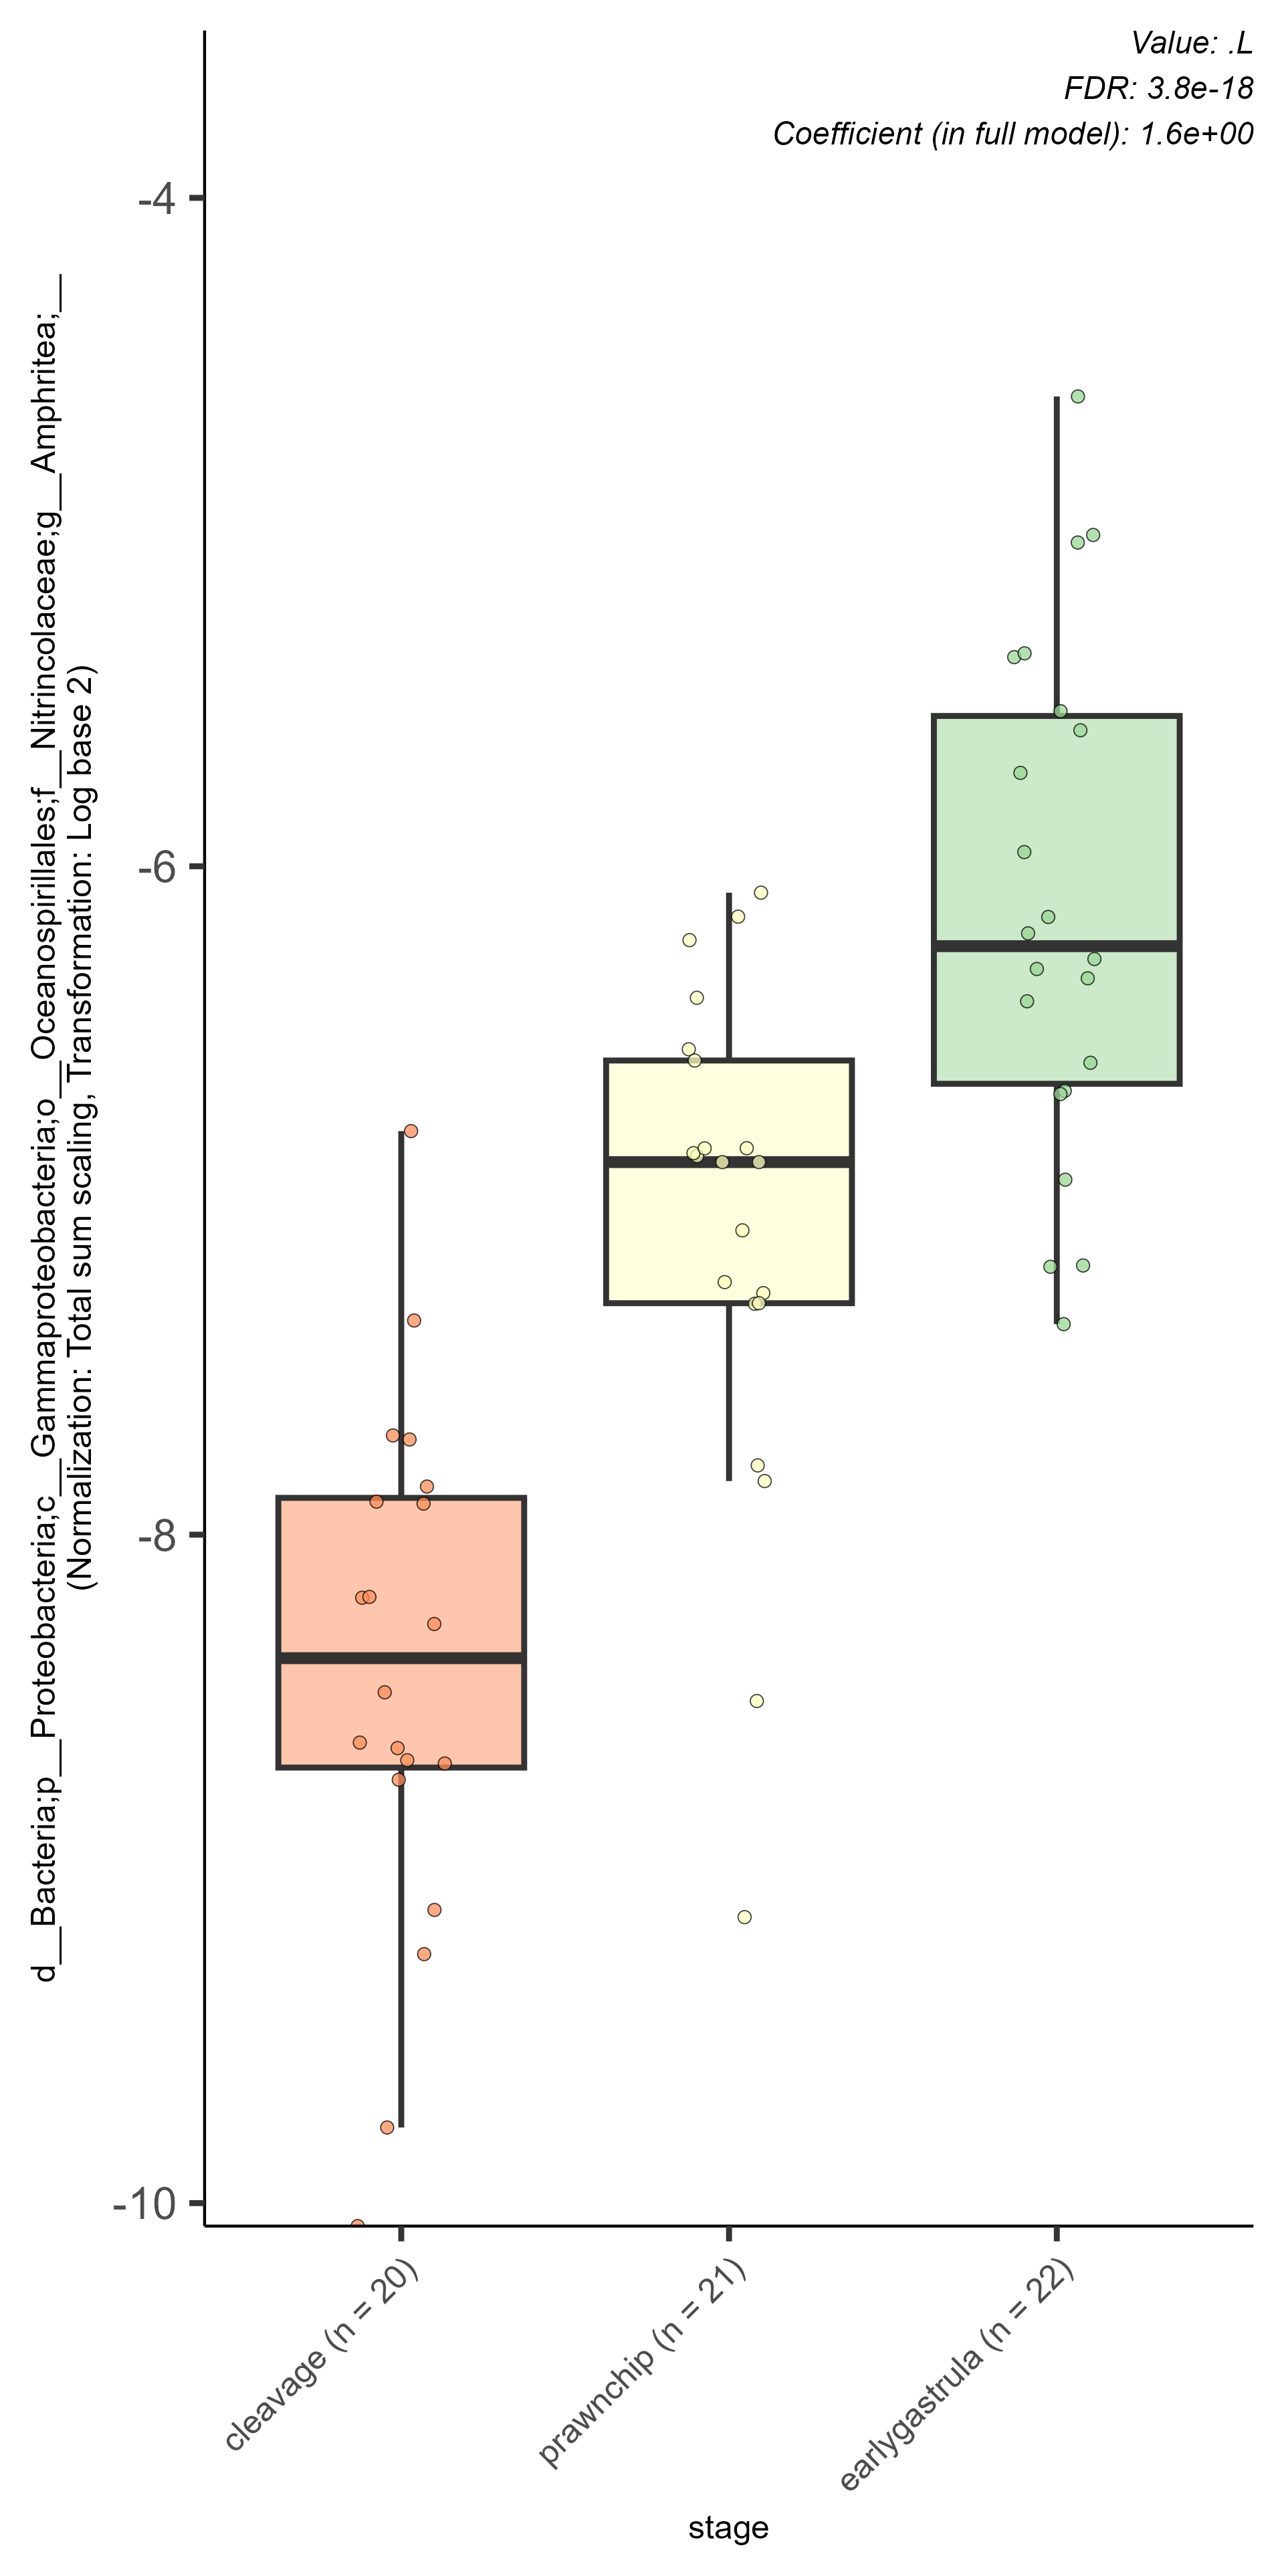 Value: .L
FDR: 3.8e-18
Coefficient (in full model): 1.6e+00
d__Bacteria;p__Proteobacteria;c__Gammaproteobacteria;o__Oceanospirillales;f__Nitrincolaceae;g__Amphritea;__
(Normalization: Total sum scaling, Transformation: Log base 2)
-4
-6
-8
-10
cleavage (n = 20)
prawnchip (n = 21)
earlygastrula (n = 22)
stage